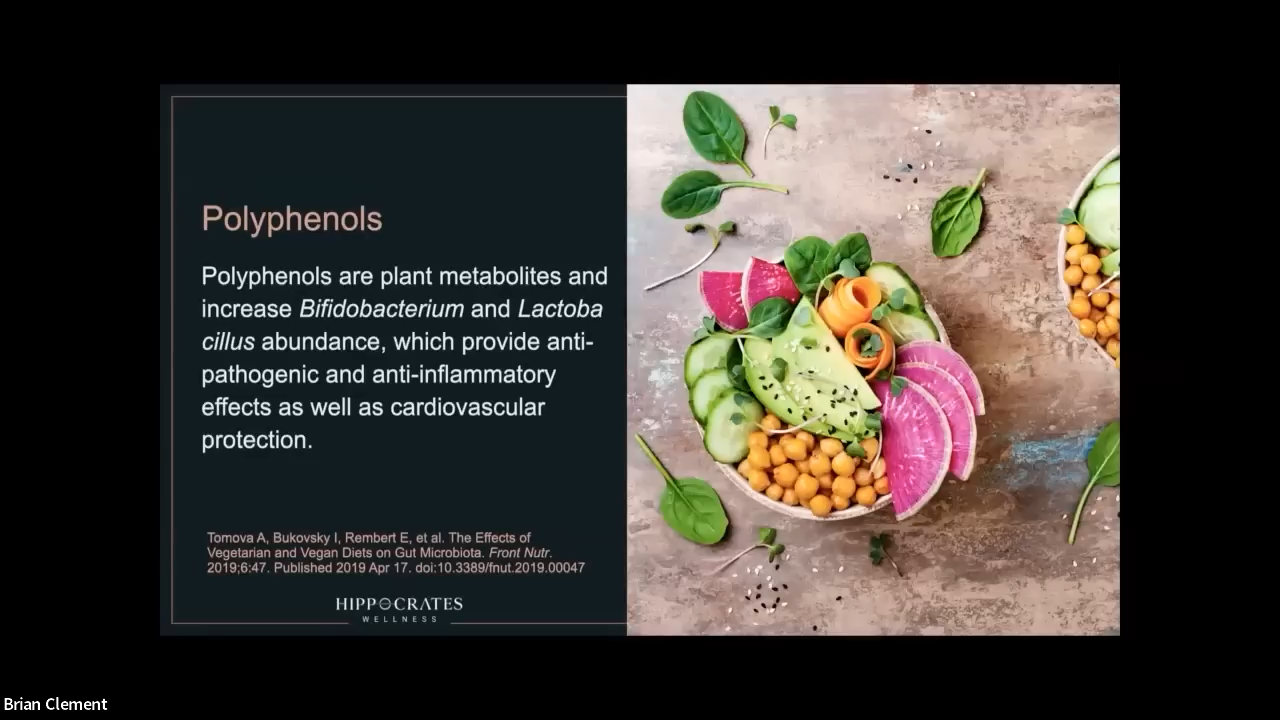 Polyphenols
Polyphenols are plant metabolites and
increase Bifidobacterium and Lactoba
cillus abundance, which provide anti-
pathogenic and anti-inflammatory
effects as well as cardiovascular
protection.
Tomova A, Bukovsky I, Rembert E, et al. The Effects of
Vegetarian and Vegan Diets on Gut Microbiota. Front Nutr.
2019;6:47. Published 2019 Apr 17. doi:10.3389/fnut.2019.00047
HIPPOCRATES
WELLNESS
Brian Clement